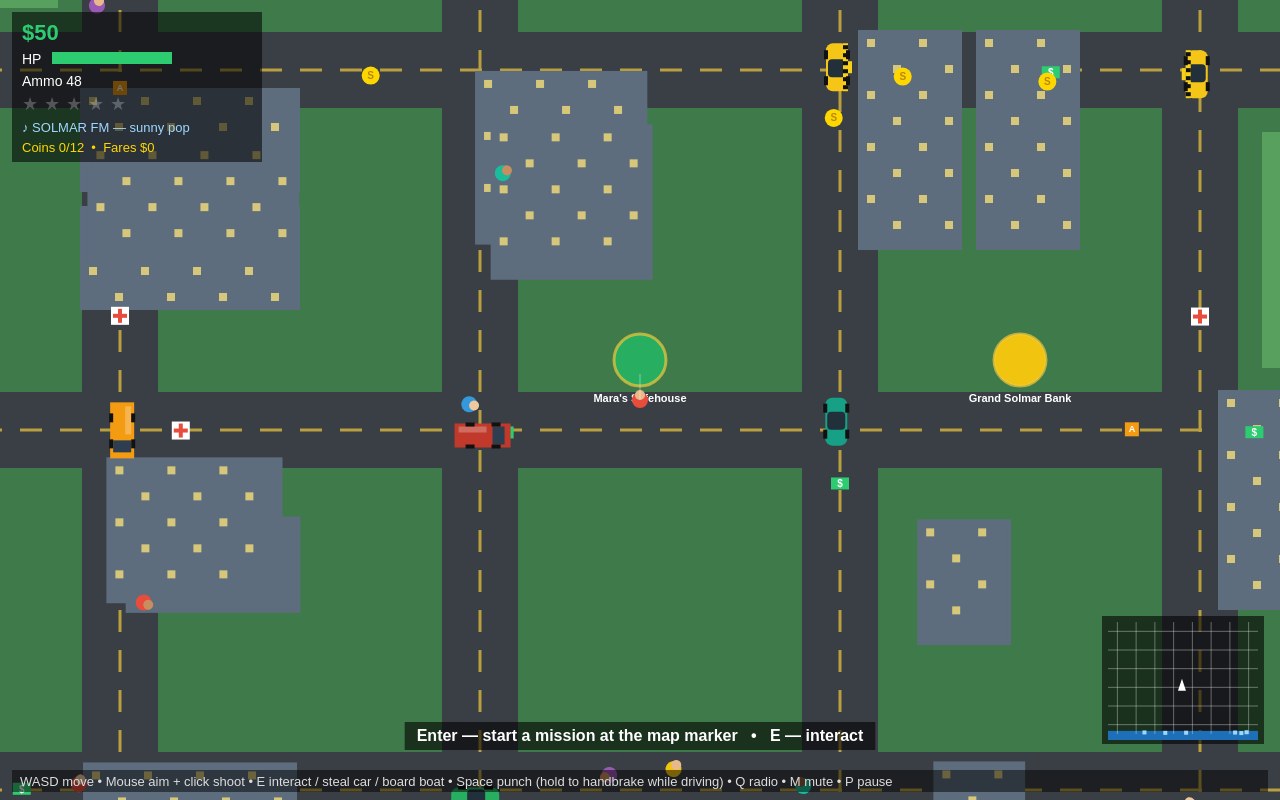 $50
HP
Ammo 48
A
★ ★ ★ ★ ★
♪ SOLMAR FM — sunny pop
Coins 0/12 • Fares $0
S
S
$
S
S
Mara's
Grand Solmar Bank
A
$
$
Enter — start a mission at the map marker • E — interact
WASD move • Mouse aim + click shoot • E interact / steal car / board boat • Space punch (hold to handbrake while driving) • Q radio • M mute • P pause
$